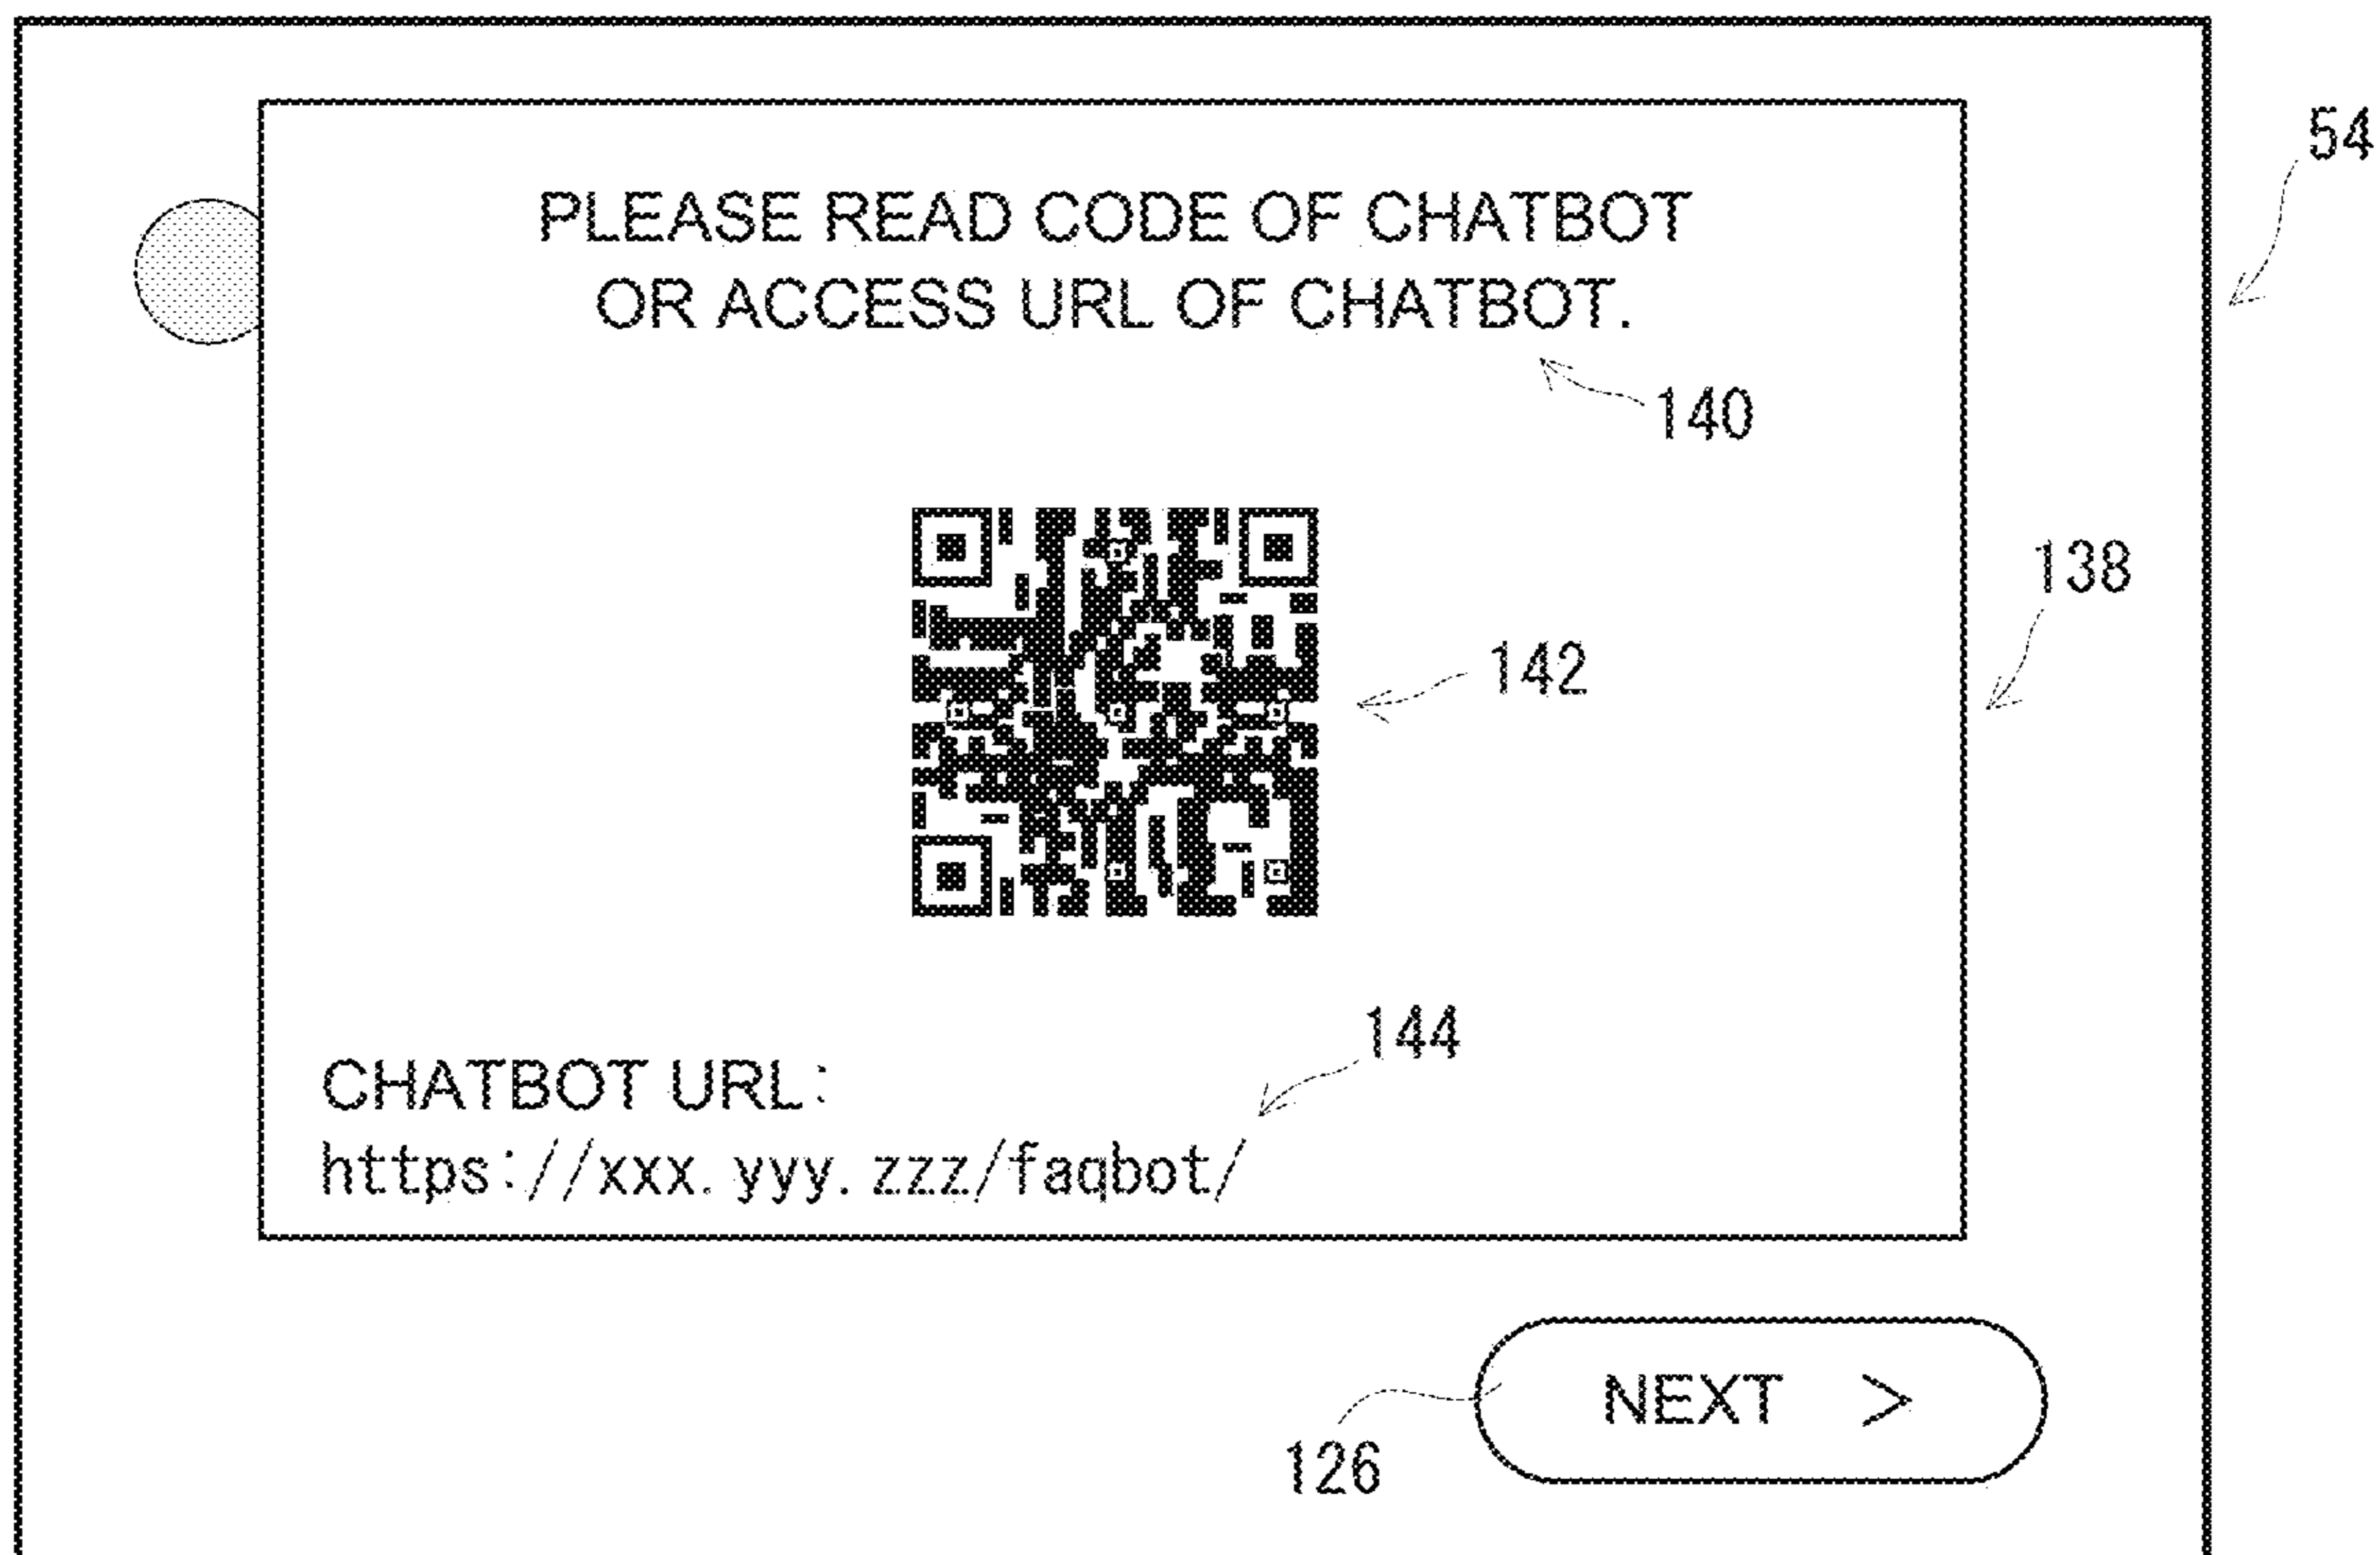 54
PLEASE READ CODE OF CHATBOT
OR ACCESS URL OF CHATBOT.
140
138
142
144
CHATBOT URL:
https://xxx.yyy.zzz/faqbot/
NEXT >
126